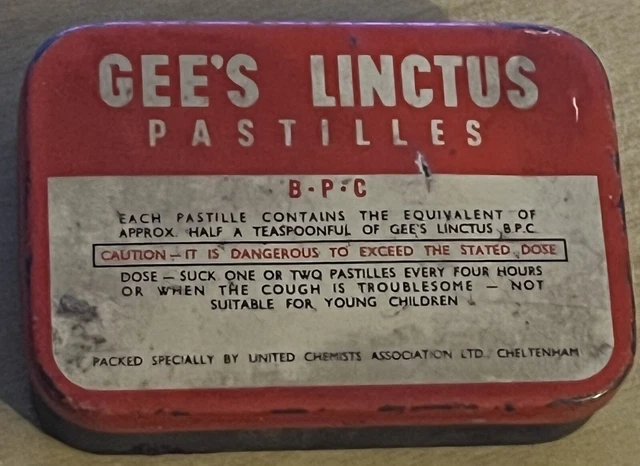 GEE'S LINCTUS
PASTILLES
B·P·C
EACH PASTILLE CONTAINS THE EQUIVALENT OF
APPROX. HALF A TEASPOONFUL OF GEE'S LINCTUS B.P.C.
CAUTION — IT IS DANGEROUS TO EXCEED THE STATED DOSE
DOSE — SUCK ONE OR TWO PASTILLES EVERY FOUR HOURS
OR WHEN THE COUGH IS TROUBLESOME — NOT
SUITABLE FOR YOUNG CHILDREN
PACKED SPECIALLY BY UNITED CHEMISTS ASSOCIATION LTD. CHELTENHAM